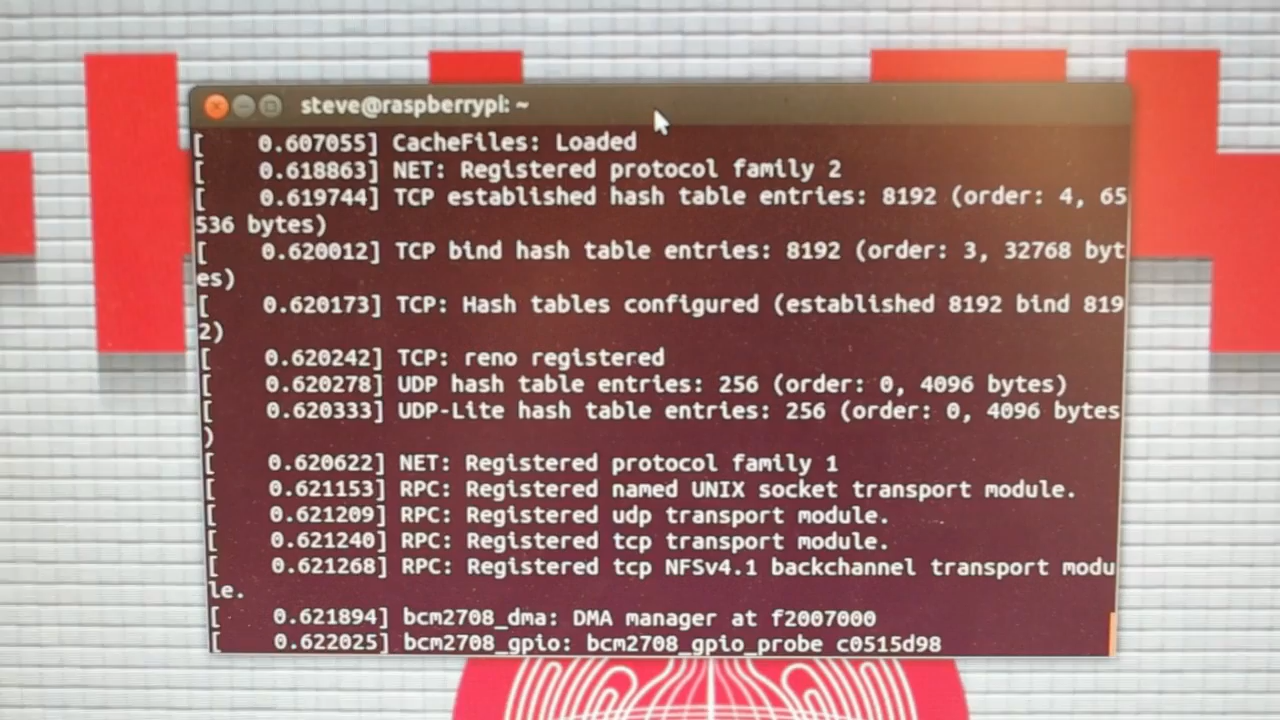 steve@raspberrypi: ~
[    0.607055] CacheFiles: Loaded
[    0.618863] NET: Registered protocol family 2
[    0.619744] TCP established hash table entries: 8192 (order: 4, 65
536 bytes)
[    0.620012] TCP bind hash table entries: 8192 (order: 3, 32768 byt
es)
[    0.620173] TCP: Hash tables configured (established 8192 bind 819
2)
[    0.620242] TCP: reno registered
[    0.620278] UDP hash table entries: 256 (order: 0, 4096 bytes)
[    0.620333] UDP-Lite hash table entries: 256 (order: 0, 4096 bytes
)
[    0.620622] NET: Registered protocol family 1
[    0.621153] RPC: Registered named UNIX socket transport module.
[    0.621209] RPC: Registered udp transport module.
[    0.621240] RPC: Registered tcp transport module.
[    0.621268] RPC: Registered tcp NFSv4.1 backchannel transport modu
le.
[    0.621894] bcm2708_dma: DMA manager at f2007000
[    0.622025] bcm2708_gpio: bcm2708_gpio_probe c0515d98